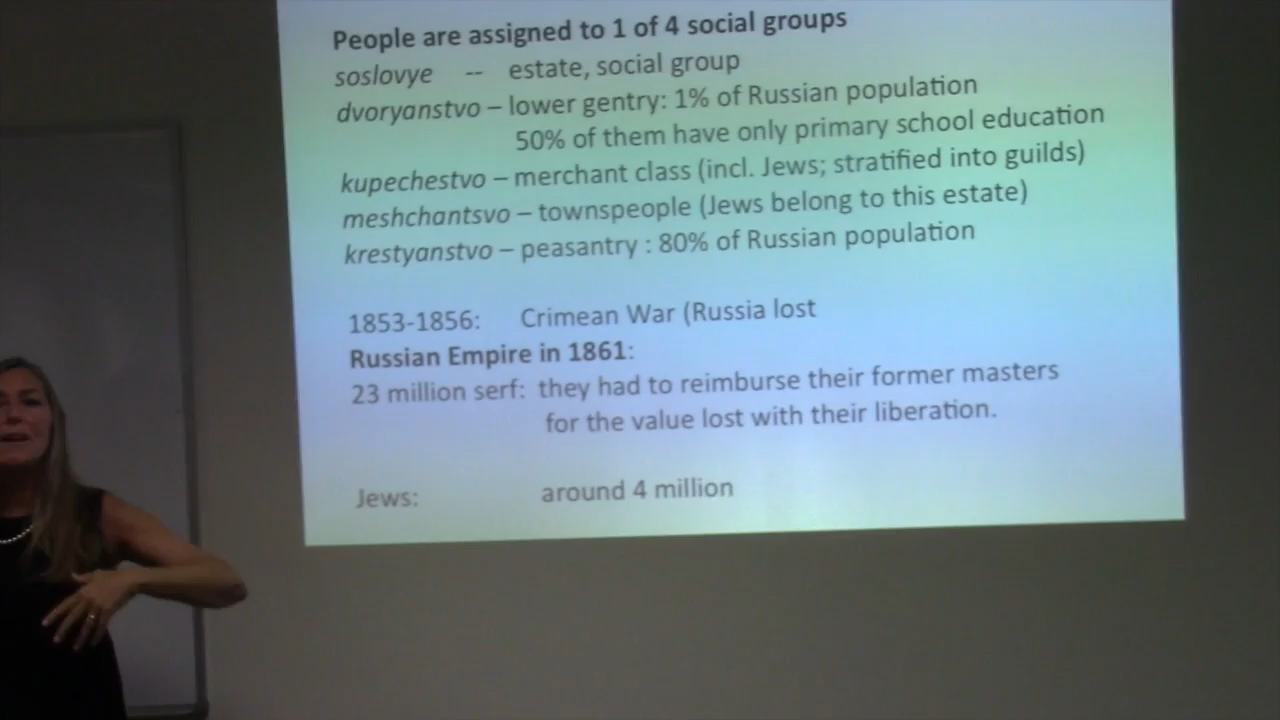 People are assigned to 1 of 4 social groups
soslovye -- estate, social group
dvoryanstvo – lower gentry: 1% of Russian population
50% of them have only primary school education
kupechestvo – merchant class (incl. Jews; stratified into guilds)
meshchantsvo – townspeople (Jews belong to this estate)
krestyanstvo – peasantry : 80% of Russian population
1853-1856: Crimean War (Russia lost
Russian Empire in 1861:
23 million serf: they had to reimburse their former masters
for the value lost with their liberation.
Jews: around 4 million